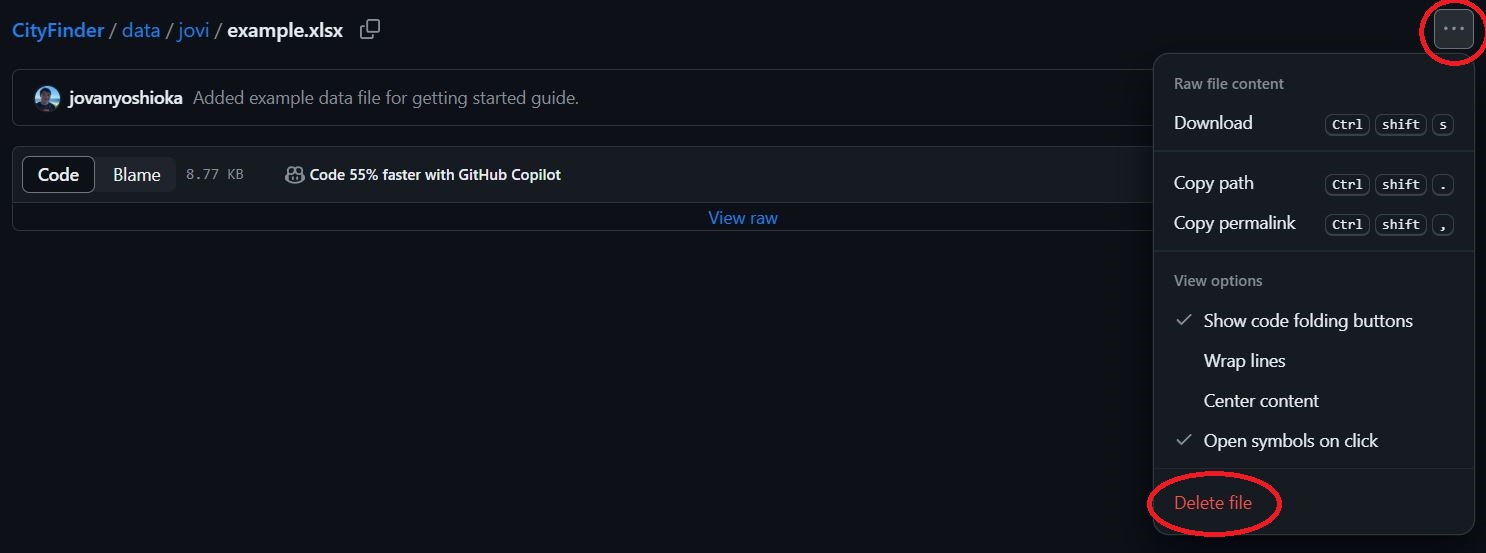 CityFinder / data / jovi / example.xlsx
...
jovanyoshioka Added example data file for getting started guide.
Code Blame 8.77 KB Code 55% faster with GitHub Copilot
View raw
Raw file content
Download Ctrl shift s
Copy path Ctrl shift .
Copy permalink Ctrl shift ,
View options
Show code folding buttons
Wrap lines
Center content
Open symbols on click
Delete file